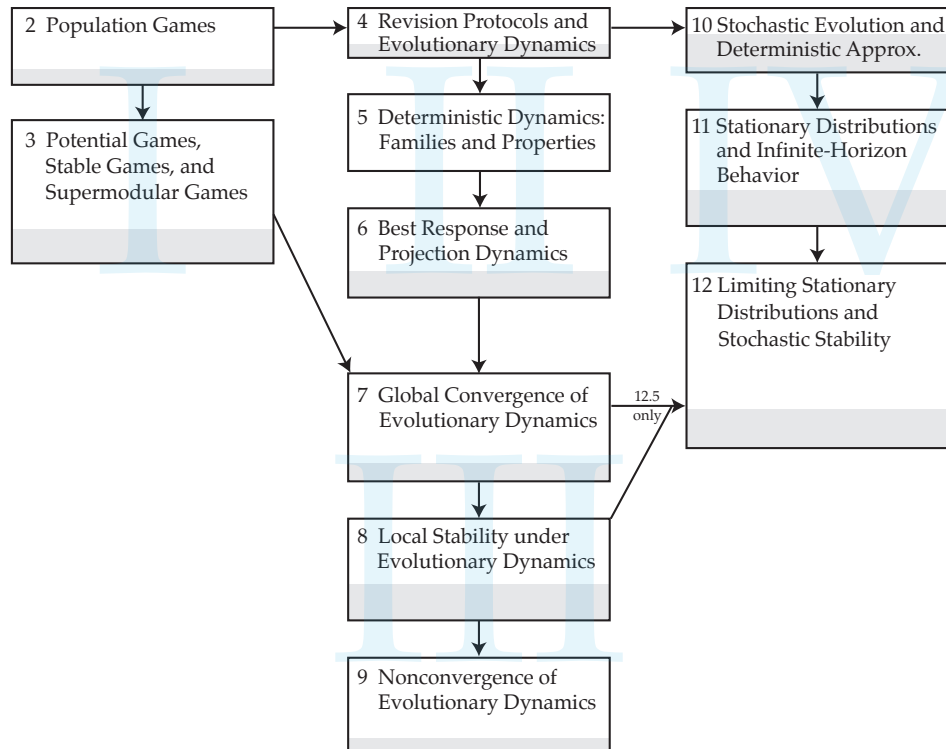 2 Population Games
3 Potential Games,
Stable Games, and
Supermodular Games
I
4 Revision Protocols and
Evolutionary Dynamics
5 Deterministic Dynamics:
Families and Properties
6 Best Response and
Projection Dynamics
II
7 Global Convergence of
Evolutionary Dynamics
12.5
only
8 Local Stability under
Evolutionary Dynamics
9 Nonconvergence of
Evolutionary Dynamics
III
10 Stochastic Evolution and
Deterministic Approx.
11 Stationary Distributions
and Infinite-Horizon
Behavior
12 Limiting Stationary
Distributions and
Stochastic Stability
IV